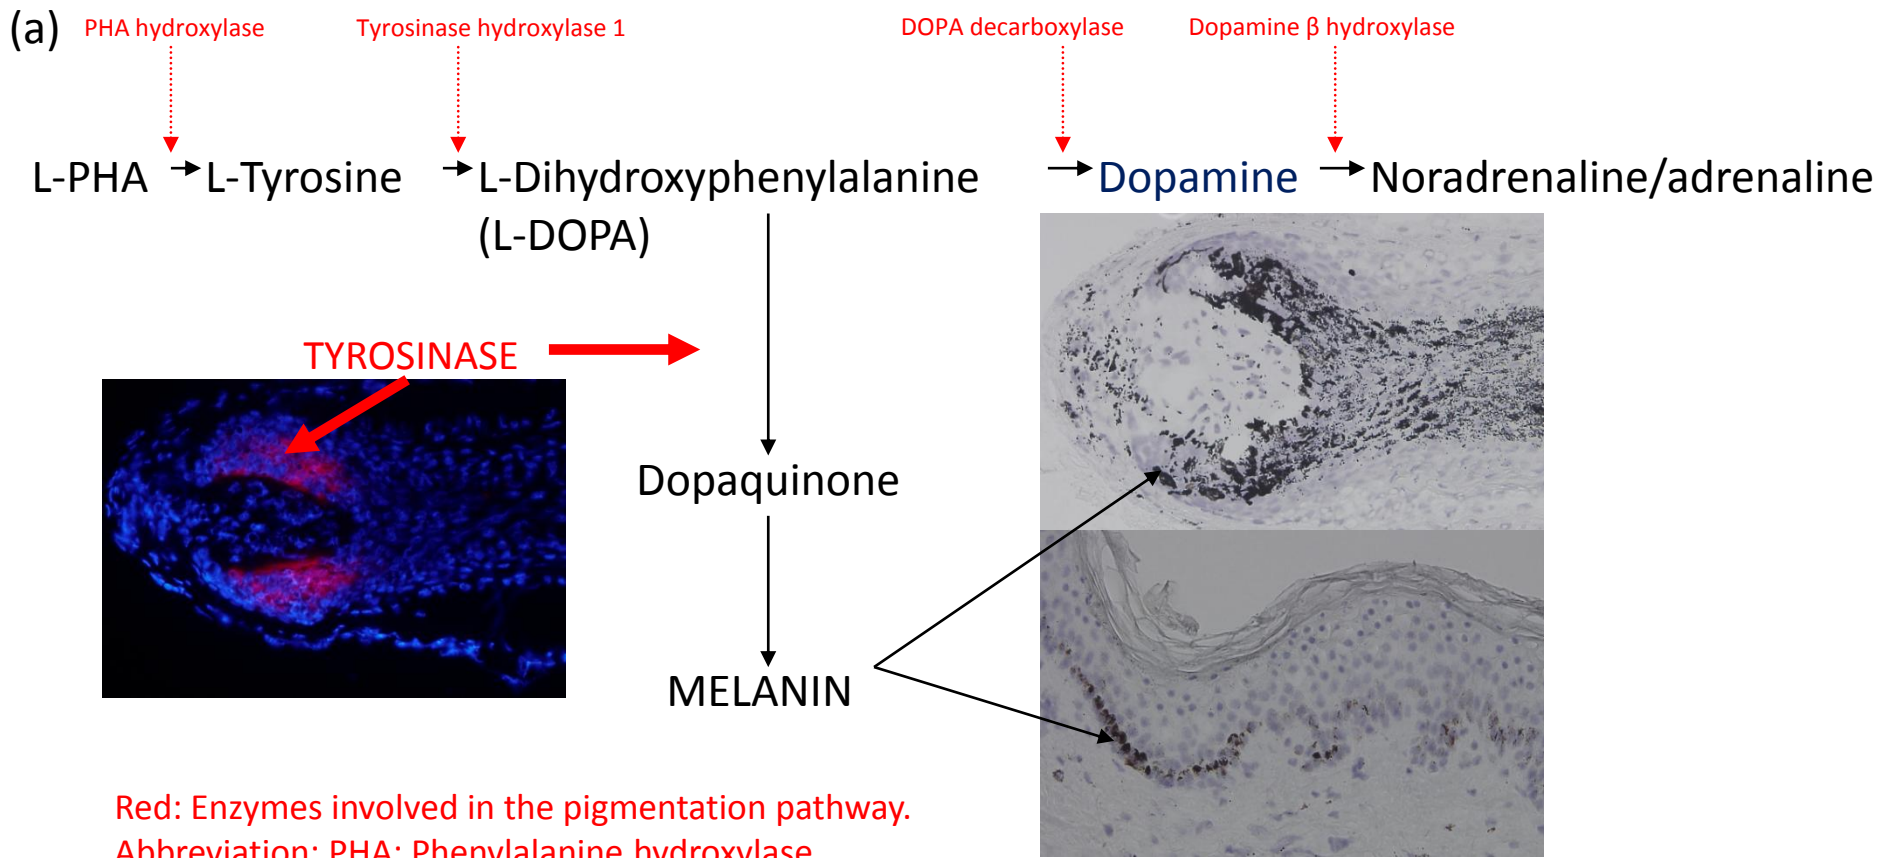 (a)
PHA hydroxylase
Tyrosinase hydroxylase 1
DOPA decarboxylase
Dopamine β hydroxylase
L-PHA
L-Tyrosine
L-Dihydroxyphenylalanine
(L-DOPA)
Dopamine
Noradrenaline/adrenaline
TYROSINASE
Dopaquinone
MELANIN
Red: Enzymes involved in the pigmentation pathway.
Abbreviation: PHA: Phenylalanine hydroxylase